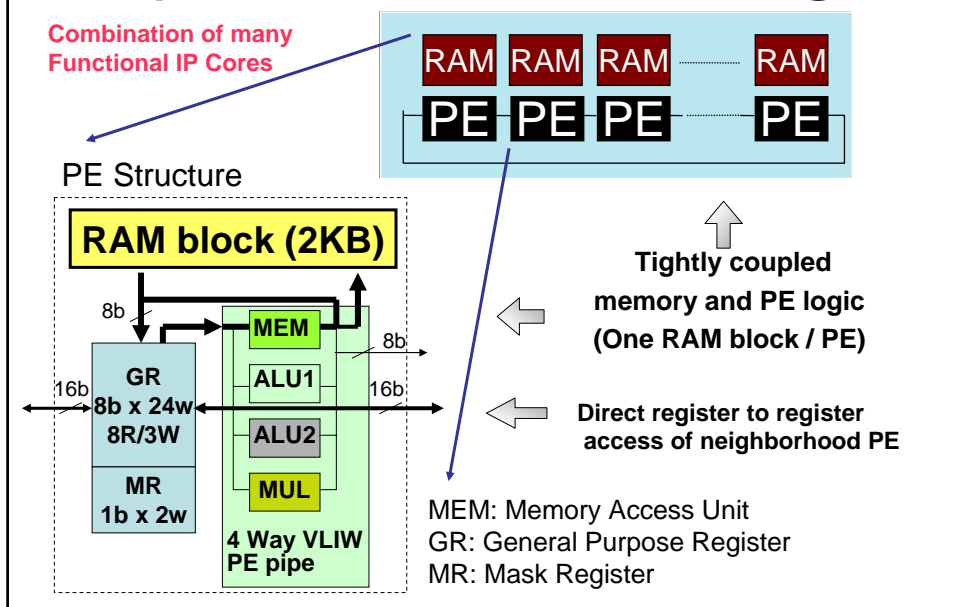 Combination of many
Functional IP Cores
RAM RAM RAM RAM
PE PE PE PE
PE Structure
RAM block (2KB)
8b
MEM
8b
GR
8b x 24w
8R/3W
16b
ALU1
16b
ALU2
MR
1b x 2w
MUL
4 Way VLIW
PE pipe
Tightly coupled
memory and PE logic
(One RAM block / PE)
Direct register to register
access of neighborhood PE
MEM: Memory Access Unit
GR: General Purpose Register
MR: Mask Register